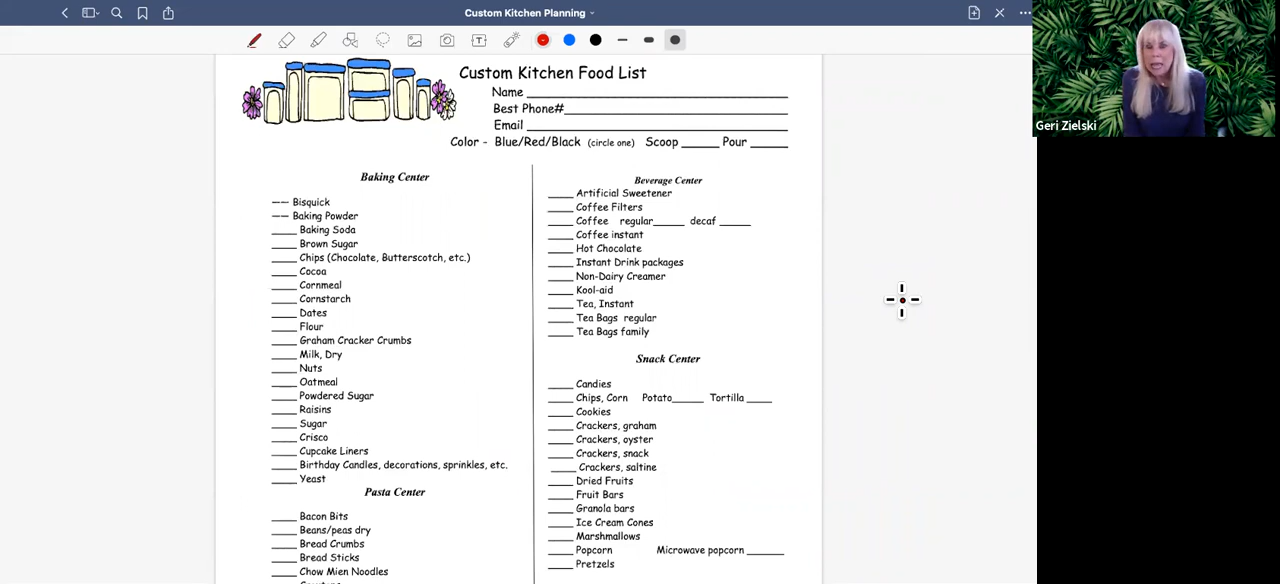 Custom Kitchen Planning
Geri Zielski
Custom Kitchen Food List
Name
Best Phone#
Email
Color - Blue/Red/Black (circle one) Scoop Pour
Baking Center
Bisquick
Baking Powder
Baking Soda
Brown Sugar
Chips (Chocolate, Butterscotch, etc.)
Cocoa
Cornmeal
Cornstarch
Dates
Flour
Graham Cracker Crumbs
Milk, Dry
Nuts
Oatmeal
Powdered Sugar
Raisins
Sugar
Crisco
Cupcake Liners
Birthday Candles, decorations, sprinkles, etc.
Yeast
Pasta Center
Bacon Bits
Beans/peas dry
Bread Crumbs
Bread Sticks
Chow Mien Noodles
Beverage Center
Artificial Sweetener
Coffee Filters
Coffee regular decaf
Coffee instant
Hot Chocolate
Instant Drink packages
Non-Dairy Creamer
Kool-aid
Tea, Instant
Tea Bags regular
Tea Bags family
Snack Center
Candies
Chips, Corn Potato Tortilla
Cookies
Crackers, graham
Crackers, oyster
Crackers, snack
Crackers, saltine
Dried Fruits
Fruit Bars
Granola bars
Ice Cream Cones
Marshmallows
Popcorn Microwave popcorn
Pretzels